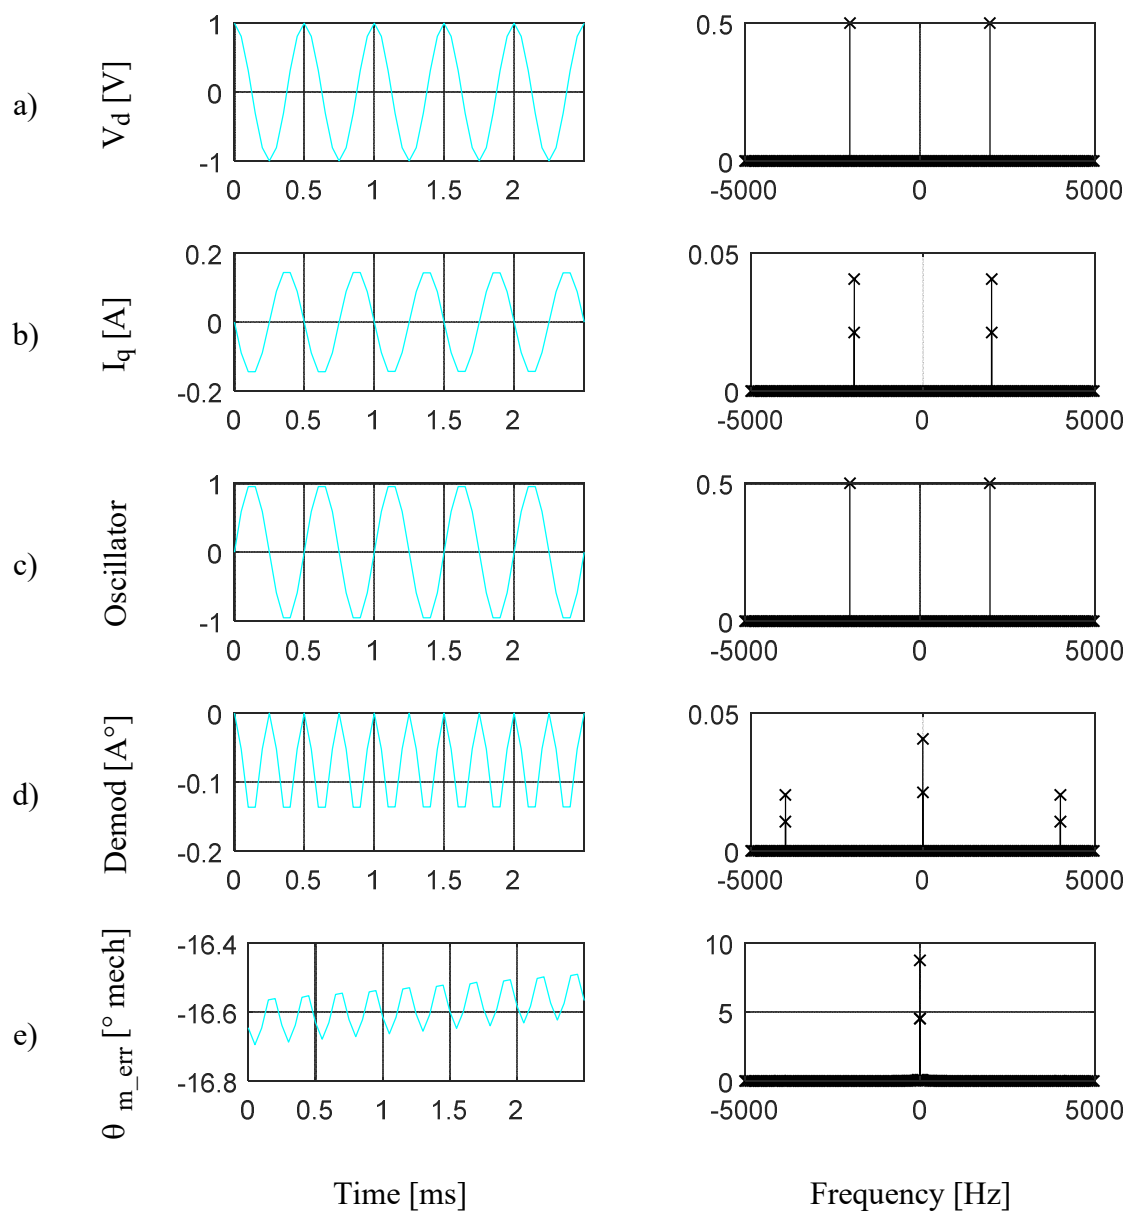 a)
V_d [V]
1
0
-1
0 0.5 1 1.5 2
0.5
0
-5000 0 5000
b)
I_q [A]
0.2
0
-0.2
0 0.5 1 1.5 2
0.05
0
-5000 0 5000
c)
Oscillator
1
0
-1
0 0.5 1 1.5 2
0.5
0
-5000 0 5000
d)
Demod [A°]
0
-0.1
-0.2
0 0.5 1 1.5 2
0.05
0
-5000 0 5000
e)
θ m_err [° mech]
-16.4
-16.6
-16.8
0 0.5 1 1.5 2
10
5
0
-5000 0 5000
Time [ms]
Frequency [Hz]